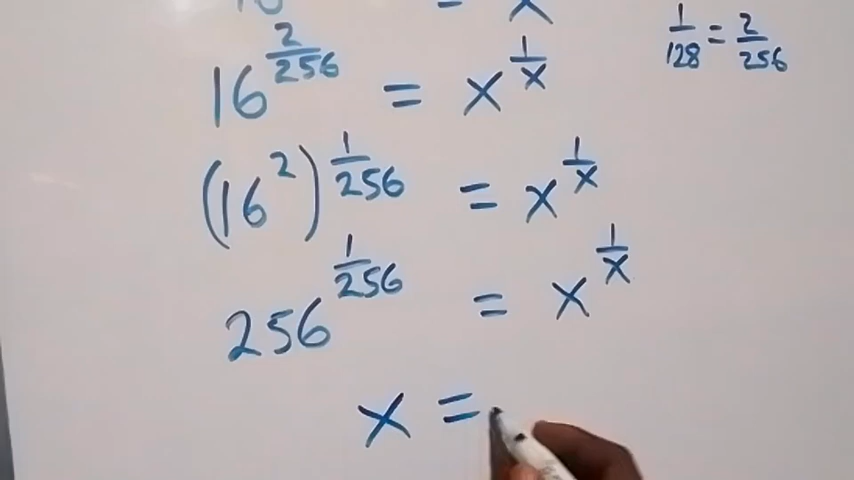 = x
1/128 = 2/256
16^(2/256) = x^(1/x)
(16^2)^(1/256) = x^(1/x)
256^(1/256) = x^(1/x)
x =